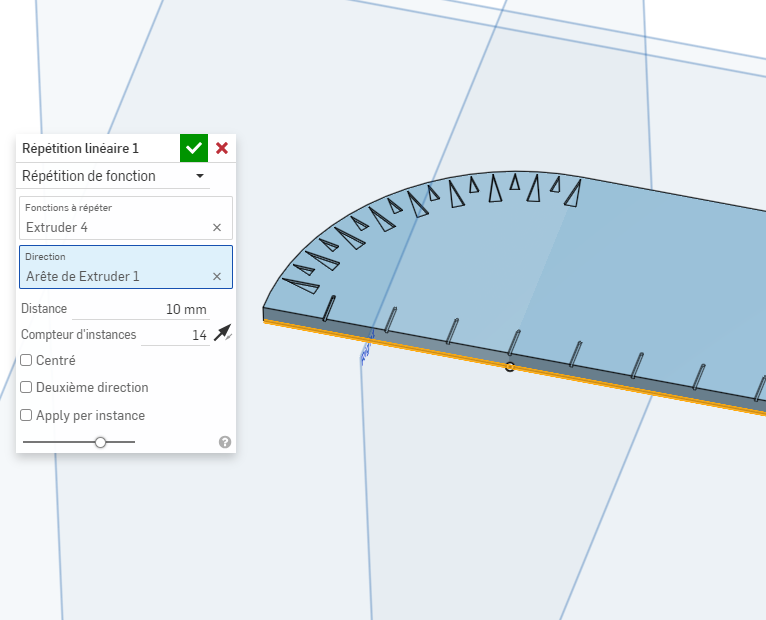 Répétition linéaire 1
Répétition de fonction
Fonctions à répéter
Extruder 4
Direction
Arête de Extruder 1
Distance 10 mm
Compteur d'instances 14
Centré
Deuxième direction
Apply per instance